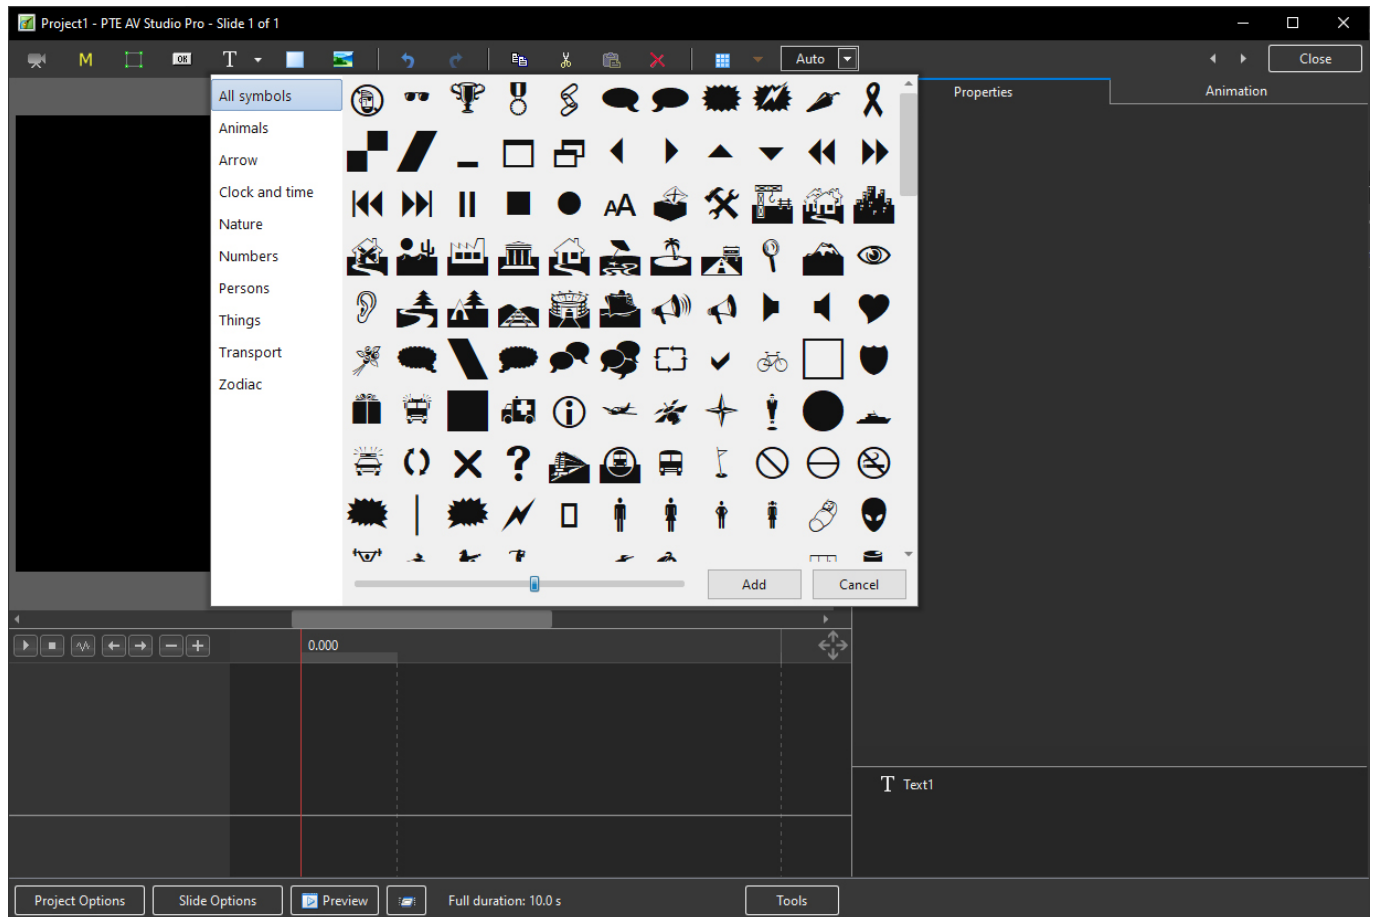 Project1 - PTE AV Studio Pro - Slide 1 of 1
M
OK
T
Auto
Close
All symbols
Animals
Arrow
Clock and time
Nature
Numbers
Persons
Things
Transport
Zodiac
AA
Add
Cancel
Properties
Animation
0.000
T Text1
Project Options
Slide Options
Preview
Full duration: 10.0 s
Tools